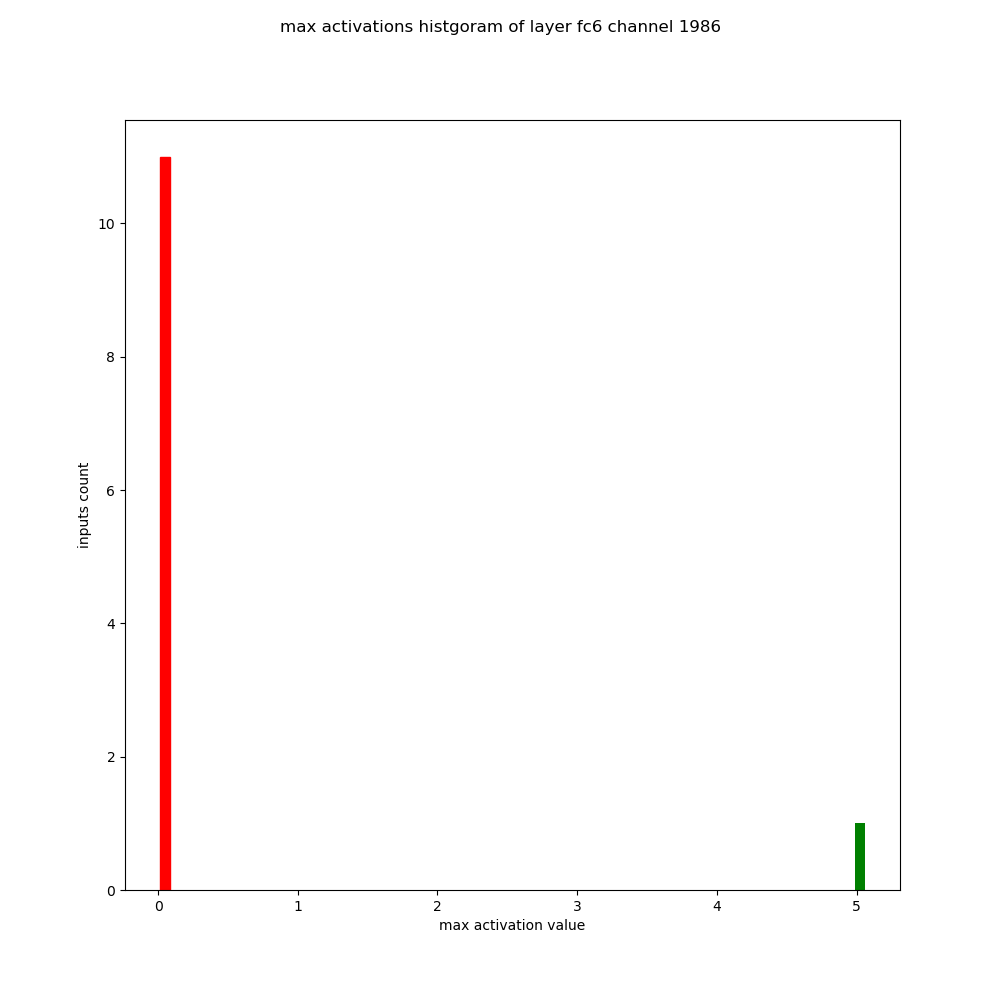 max activations histgoram of layer fc6 channel 1986
10
8
6
4
2
0
inputs count
0 1 2 3 4 5
max activation value